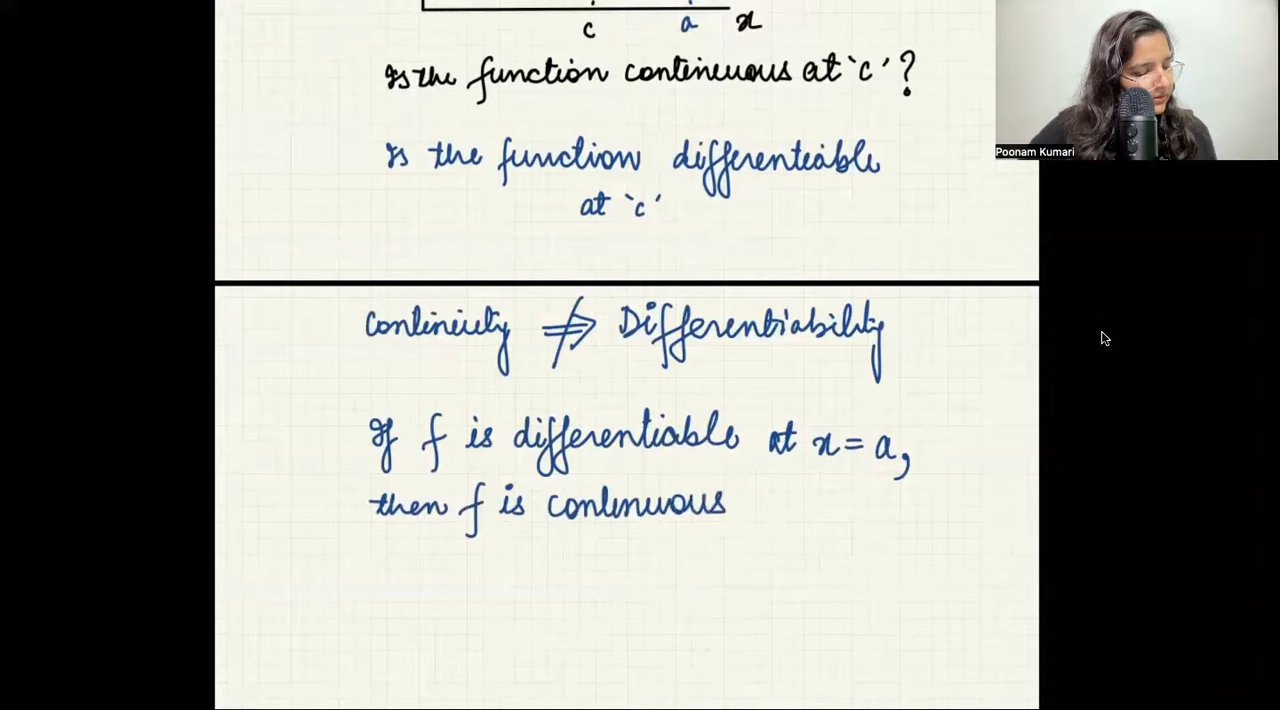 c a x
Is the function continuous at 'c'?
Poonam Kumari
Is the function differentiable
at 'c'
Continuity ⇏ Differentiability
If f is differentiable at x = a,
then f is continuous